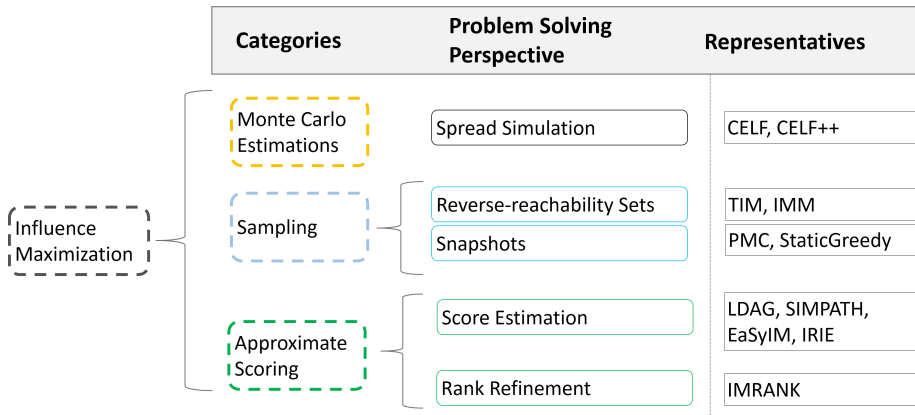 Categories
Problem Solving
Perspective
Representatives
Influence
Maximization
Monte Carlo
Estimations
Spread Simulation
CELF, CELF++
Sampling
Reverse-reachability Sets
TIM, IMM
Snapshots
PMC, StaticGreedy
Approximate
Scoring
Score Estimation
LDAG, SIMPATH,
EaSyIM, IRIE
Rank Refinement
IMRANK